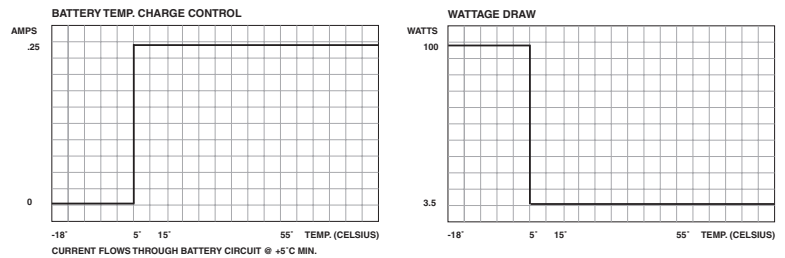 BATTERY TEMP. CHARGE CONTROL
AMPS
.25
0
-18˚ 5˚ 15˚ 55˚ TEMP. (CELSIUS)
CURRENT FLOWS THROUGH BATTERY CIRCUIT @ +5˚C MIN.
WATTAGE DRAW
WATTS
100
3.5
-18˚ 5˚ 15˚ 55˚ TEMP. (CELSIUS)